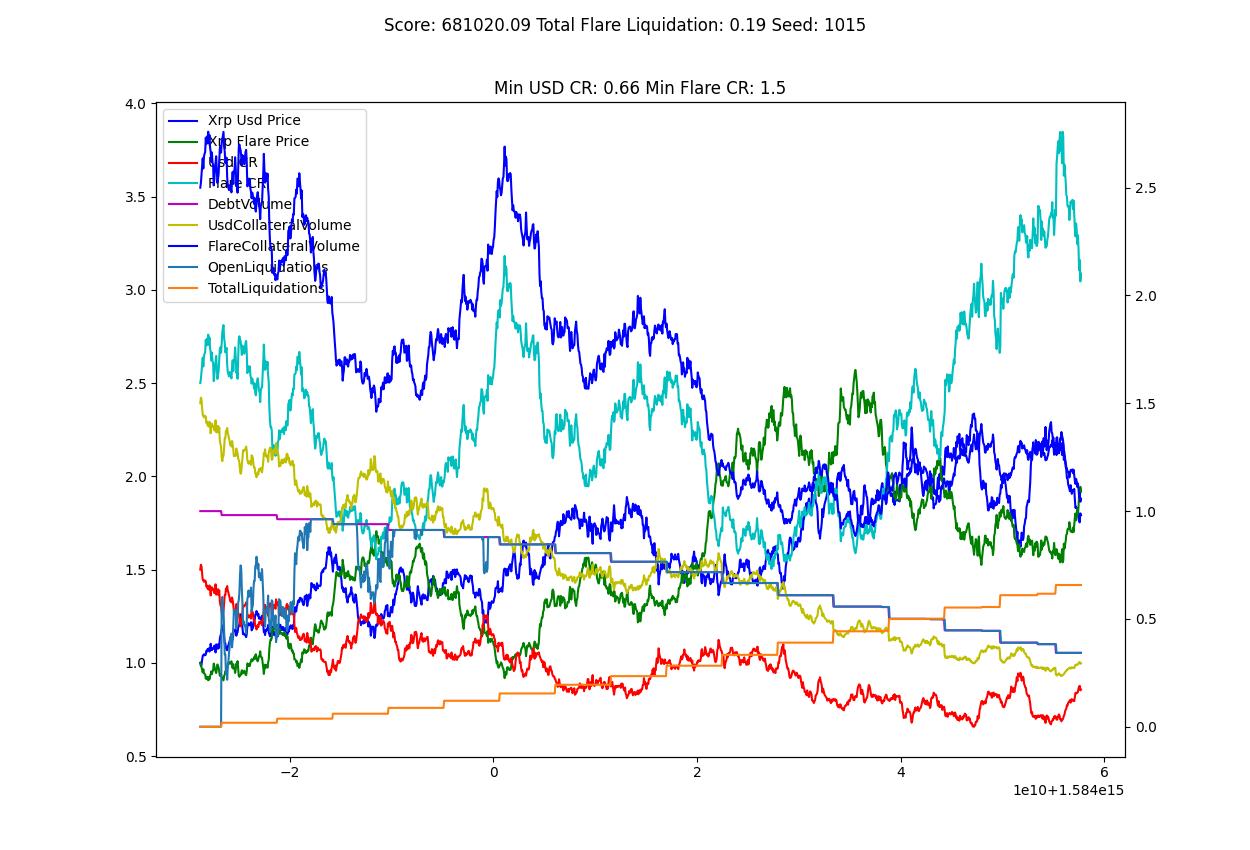 Score: 681020.09 Total Flare Liquidation: 0.19 Seed: 1015
Min USD CR: 0.66 Min Flare CR: 1.5
4.0
3.5
3.0
2.5
2.0
1.5
1.0
0.5
Xrp Usd Price
Xrp Flare Price
Usd CR
Flare CR
DebtVolume
UsdCollateralVolume
FlareCollateralVolume
OpenLiquidations
TotalLiquidations
2.5
2.0
1.5
1.0
0.5
0.0
−2
0
2
4
6
1e10+1.584e15